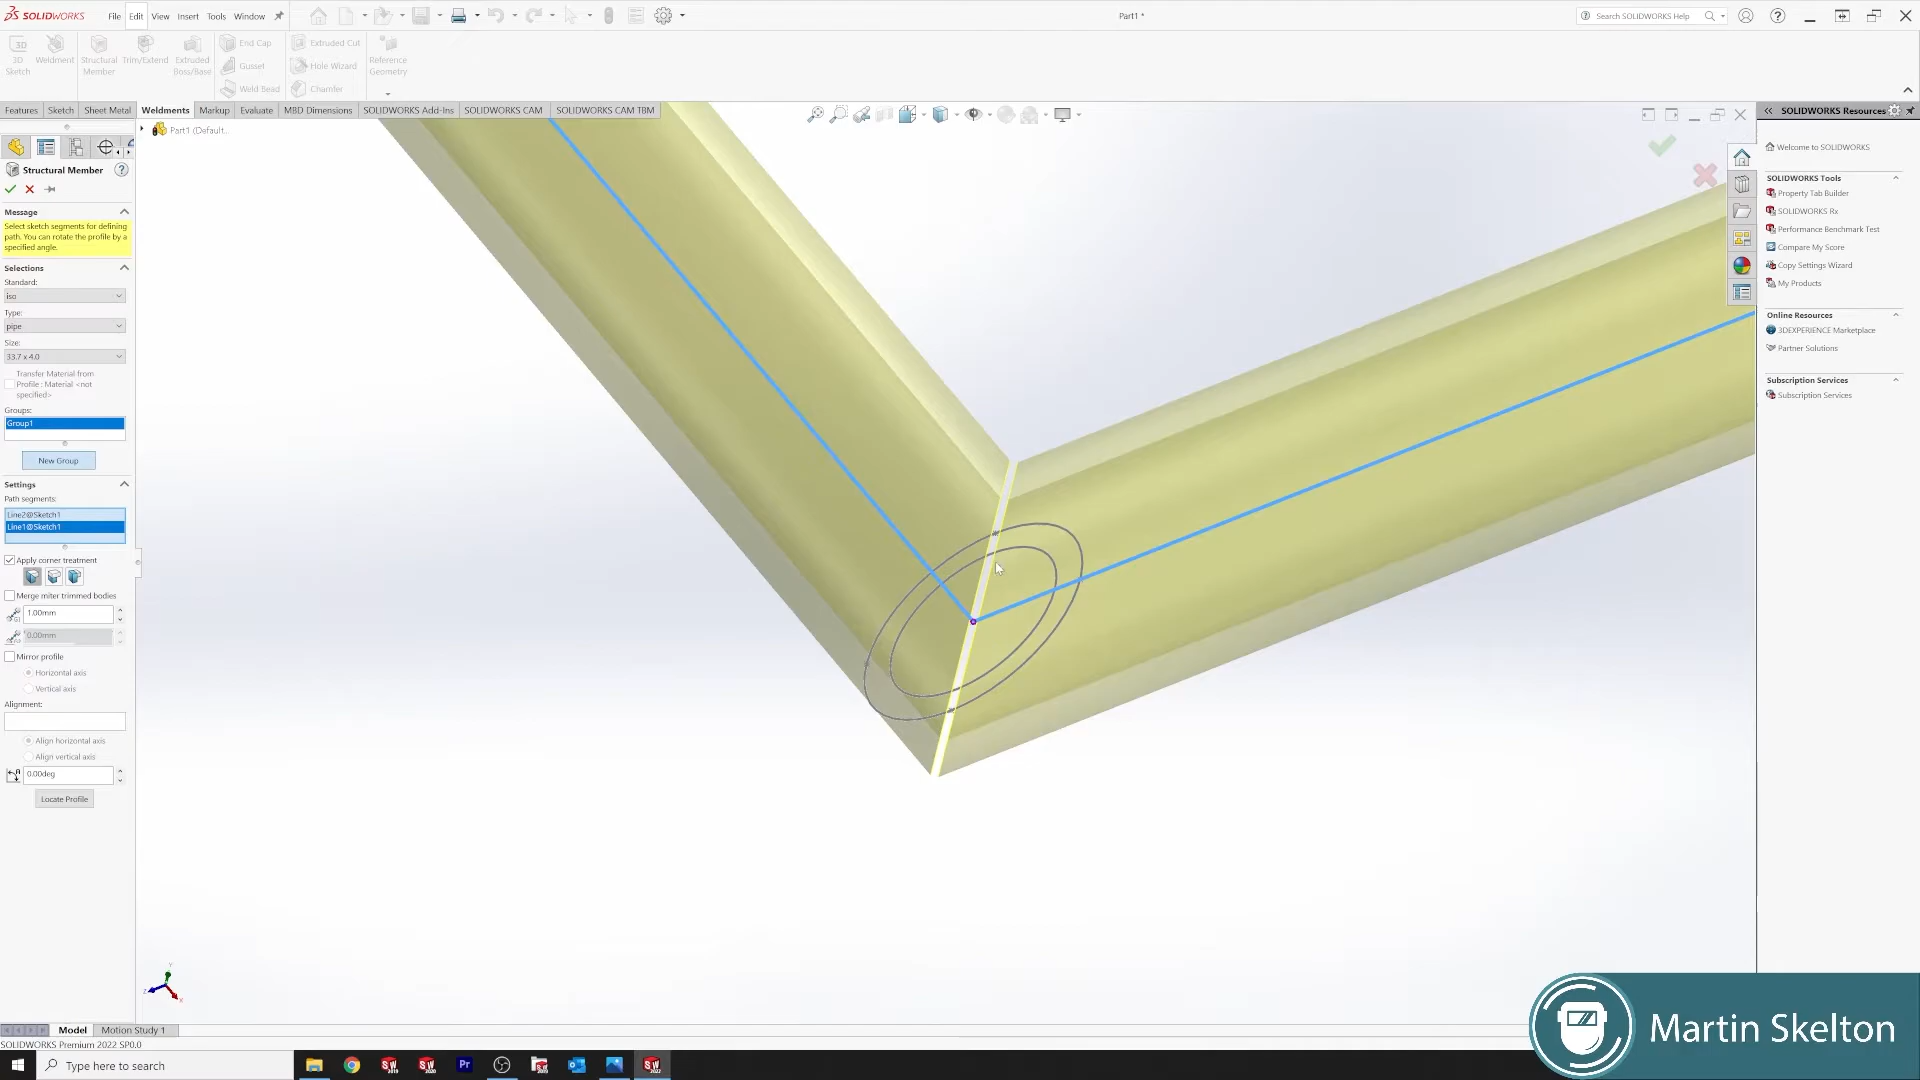 SOLIDWORKS File Edit View Insert Tools Window Part1 * Search SOLIDWORKS Help
3D Sketch
Weldment
Structural Member
Trim/Extend
Extruded Boss/Base
End Cap
Gusset
Weld Bead
Extruded Cut
Hole Wizard
Chamfer
Reference Geometry
Features Sketch Sheet Metal Weldments Markup Evaluate MBD Dimensions SOLIDWORKS Add-Ins SOLIDWORKS CAM SOLIDWORKS CAM TBM
Part1 (Default...
Structural Member
Message
Select sketch segments for defining
path. You can rotate the profile by a
specified angle.
Selections
Standard:
iso
Type:
pipe
Size:
33.7 x 4.0
Transfer Material from
Profile : Material <not
specified>
Groups:
Group1
New Group
Settings
Path segments:
Line2@Sketch1
Line1@Sketch1
Apply corner treatment
Merge miter trimmed bodies
1.00mm
0.00mm
Mirror profile
Horizontal axis
Vertical axis
Alignment:
Align horizontal axis
Align vertical axis
0.00deg
Locate Profile
SOLIDWORKS Resources
Welcome to SOLIDWORKS
SOLIDWORKS Tools
Property Tab Builder
SOLIDWORKS Rx
Performance Benchmark Test
Compare My Score
Copy Settings Wizard
My Products
Online Resources
3DEXPERIENCE Marketplace
Partner Solutions
Subscription Services
Subscription Services
Model Motion Study 1
SOLIDWORKS Premium 2022 SP0.0
Type here to search
Martin Skelton